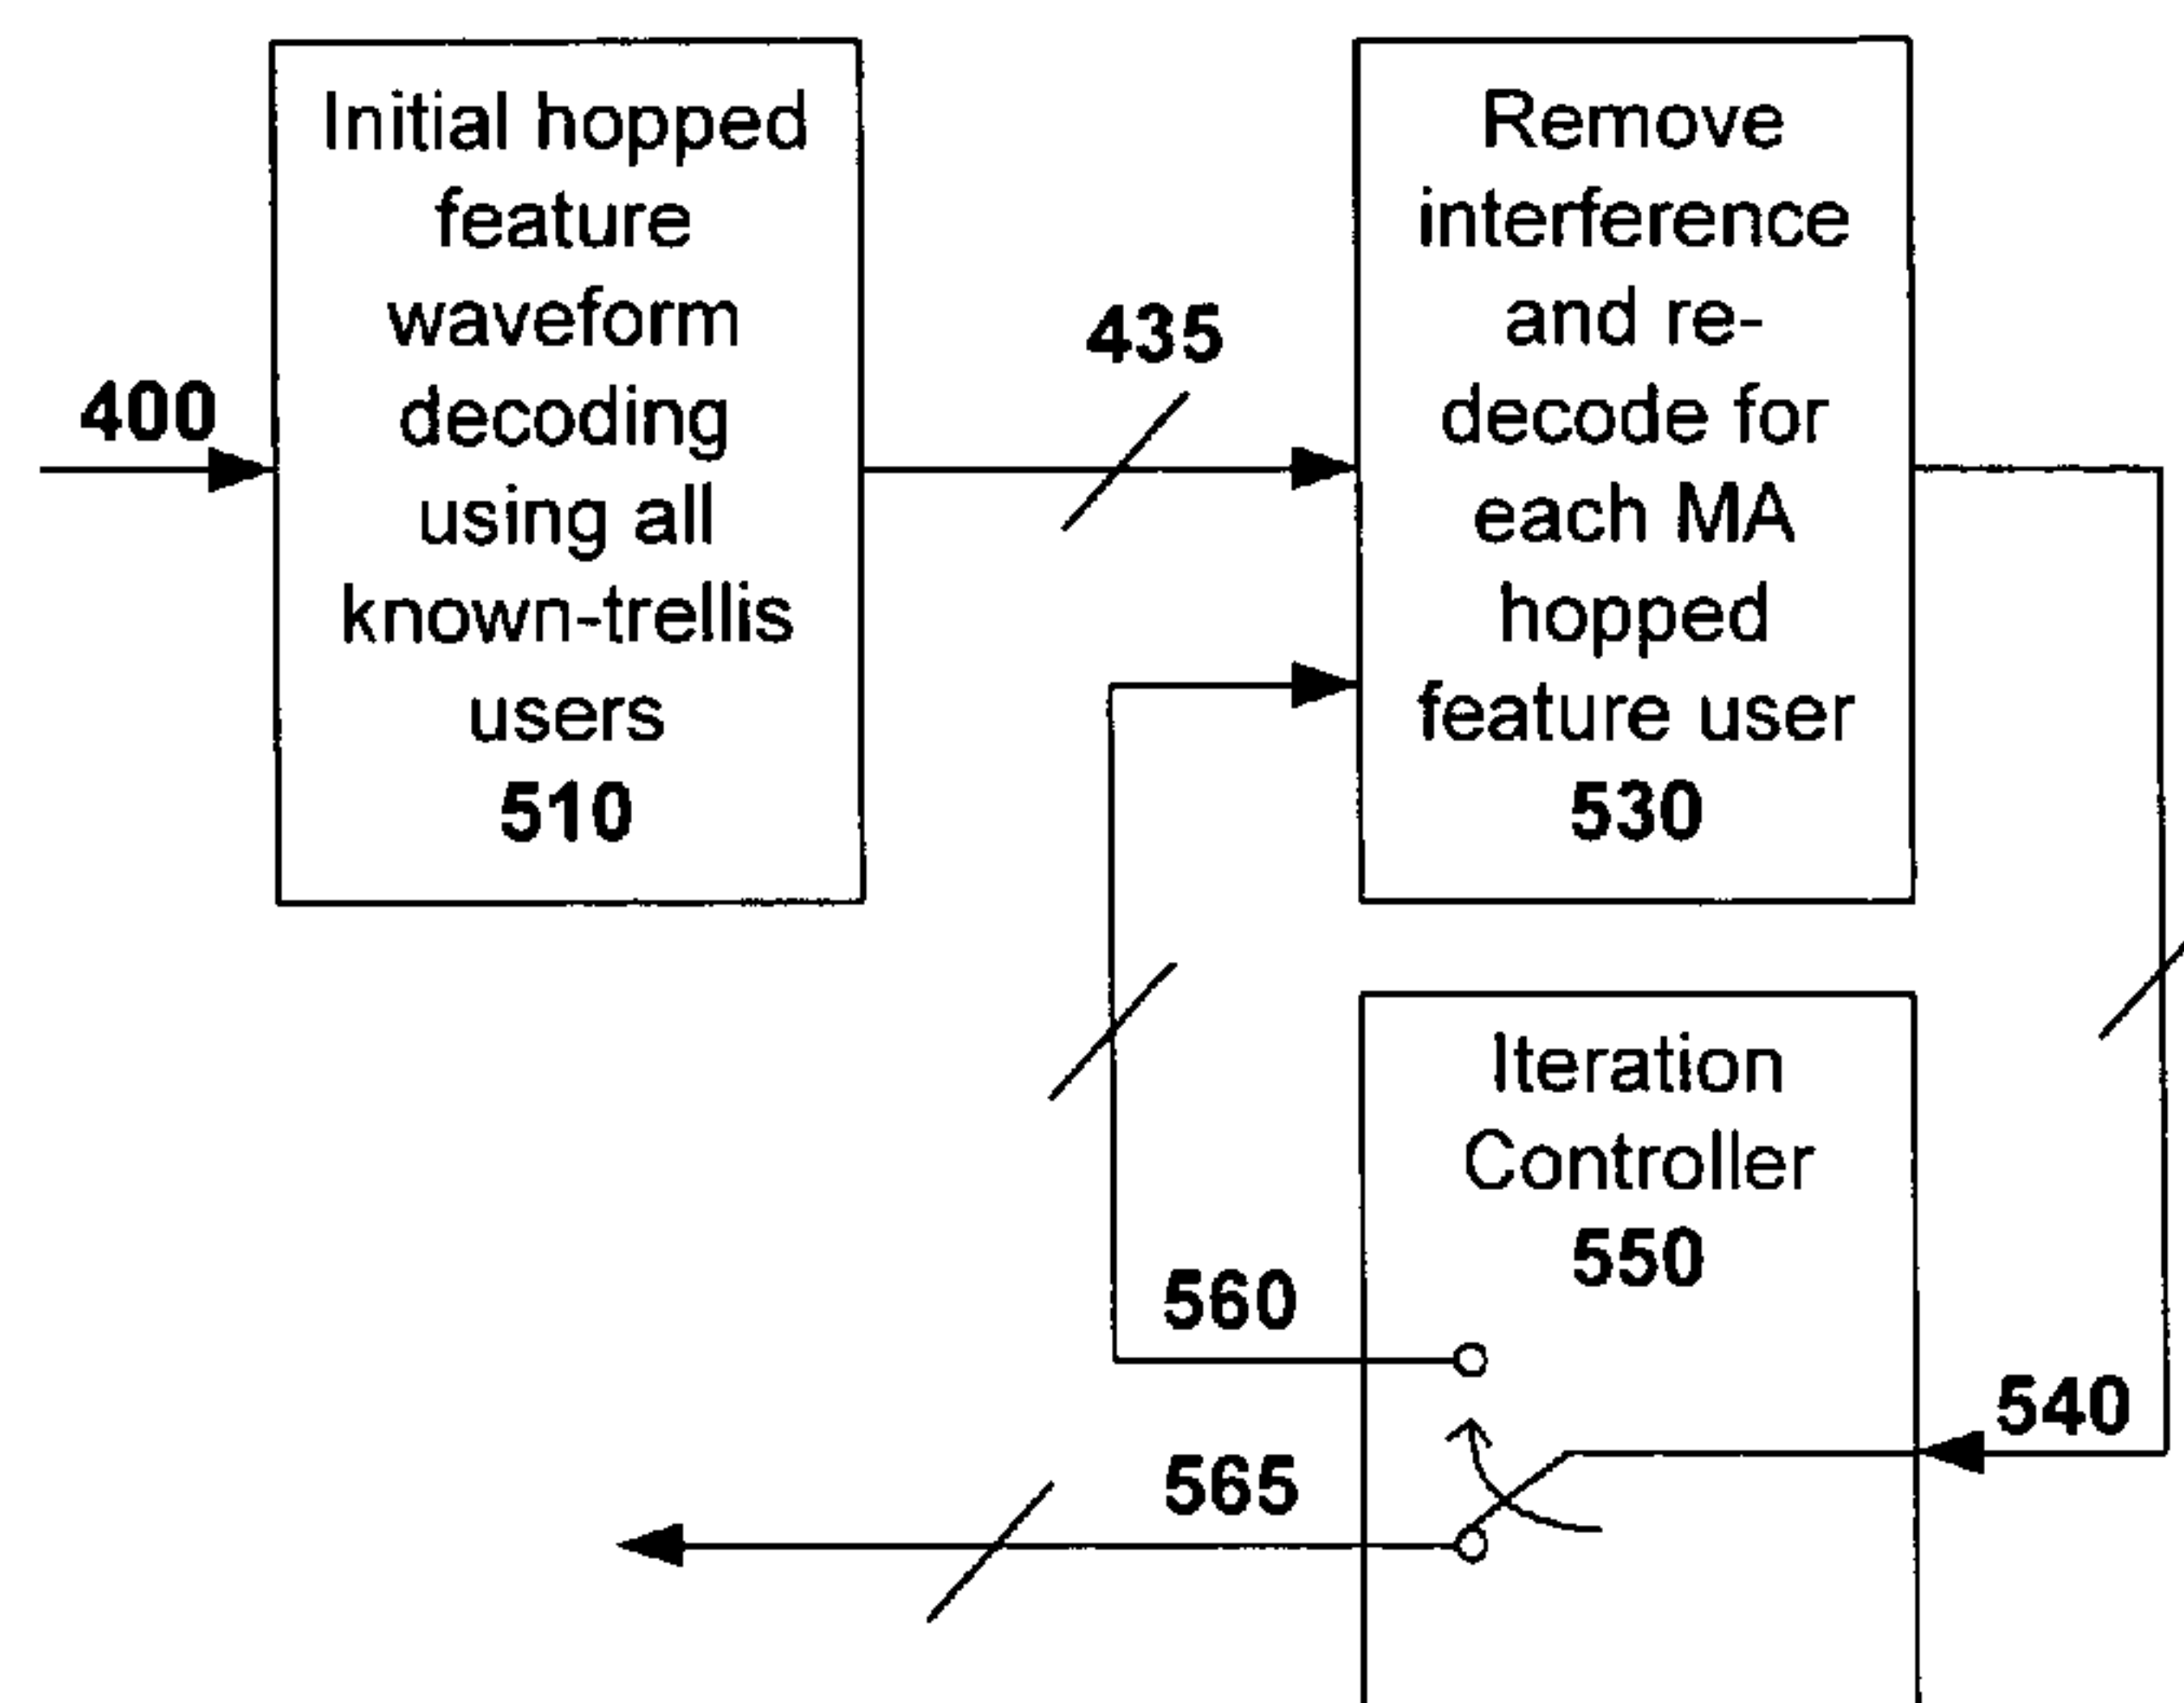 400
Initial hopped
feature
waveform
decoding
using all
known-trellis
users
510
435
Remove
interference
and re-
decode for
each MA
hopped
feature user
530
Iteration
Controller
550
560
540
565